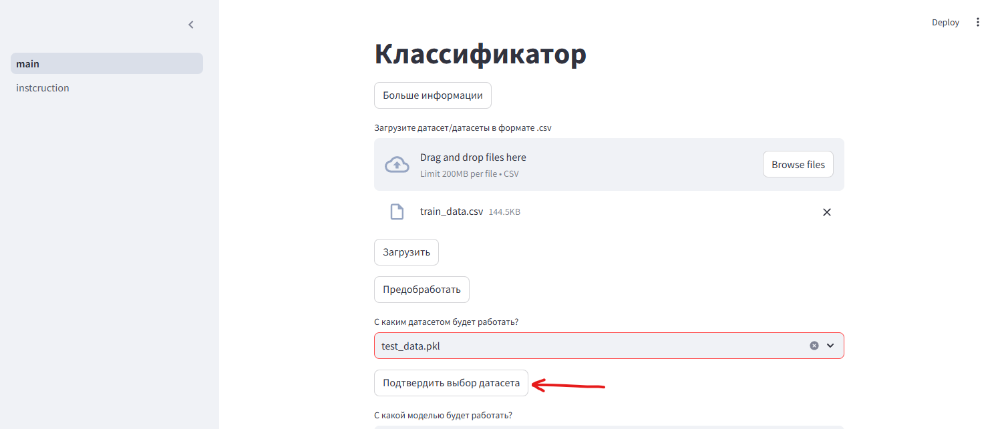 Deploy
main
instcruction
Классификатор
Больше информации
Загрузите датасет/датасеты в формате .csv
Drag and drop files here
Limit 200MB per file • CSV
Browse files
train_data.csv 144.5KB
Загрузить
Предобработать
С каким датасетом будет работать?
test_data.pkl
Подтвердить выбор датасета
С какой моделью будет работать?